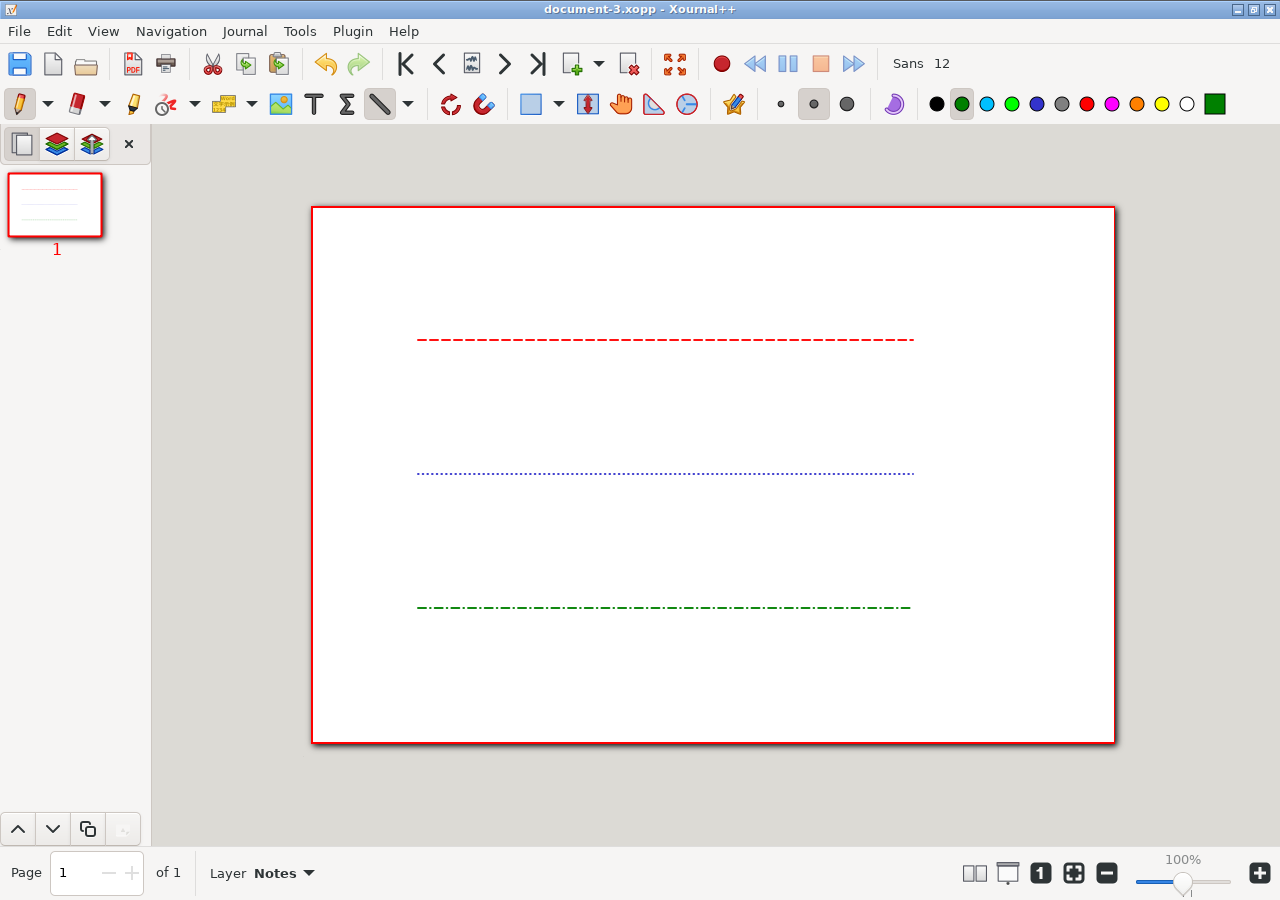 document-3.xopp - Xournal++
File Edit View Navigation Journal Tools Plugin Help
Sans 12
1
Page 1 of 1 Layer Notes
100%